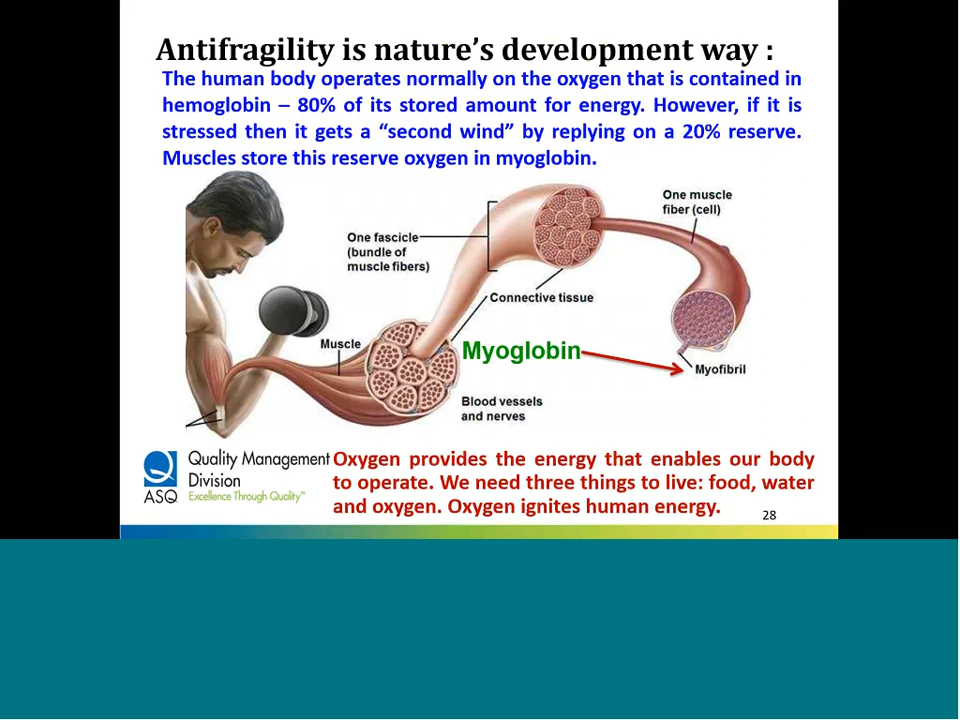 Antifragility is nature's development way :
The human body operates normally on the oxygen that is contained in
hemoglobin – 80% of its stored amount for energy. However, if it is
stressed then it gets a “second wind” by replying on a 20% reserve.
Muscles store this reserve oxygen in myoglobin.
One muscle
fiber (cell)
One fascicle
(bundle of
muscle fibers)
Connective tissue
Muscle
Myoglobin
Myofibril
Blood vessels
and nerves
Quality Management
Division
ASQ Excellence Through Quality™
Oxygen provides the energy that enables our body
to operate. We need three things to live: food, water
and oxygen. Oxygen ignites human energy.
28